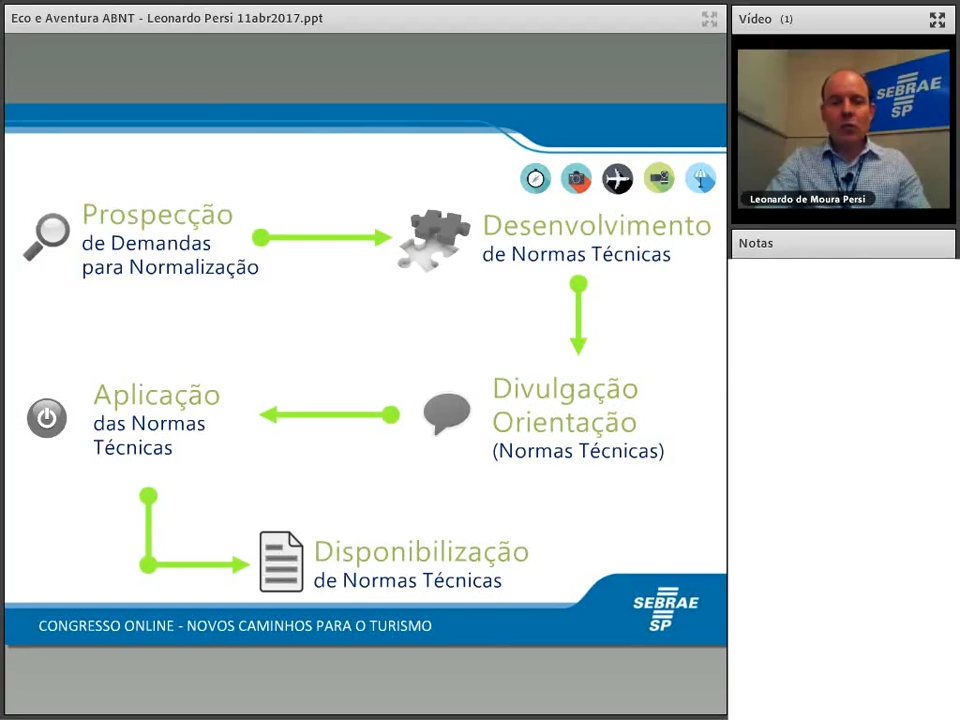 Eco e Aventura ABNT - Leonardo Persi 11abr2017.ppt
Vídeo (1)
SEBRAE
SP
Leonardo de Moura Persi
Notas
Prospecção
de Demandas
para Normalização
Desenvolvimento
de Normas Técnicas
Divulgação
Orientação
(Normas Técnicas)
Aplicação
das Normas
Técnicas
Disponibilização
de Normas Técnicas
CONGRESSO ONLINE - NOVOS CAMINHOS PARA O TURISMO
SEBRAE
SP